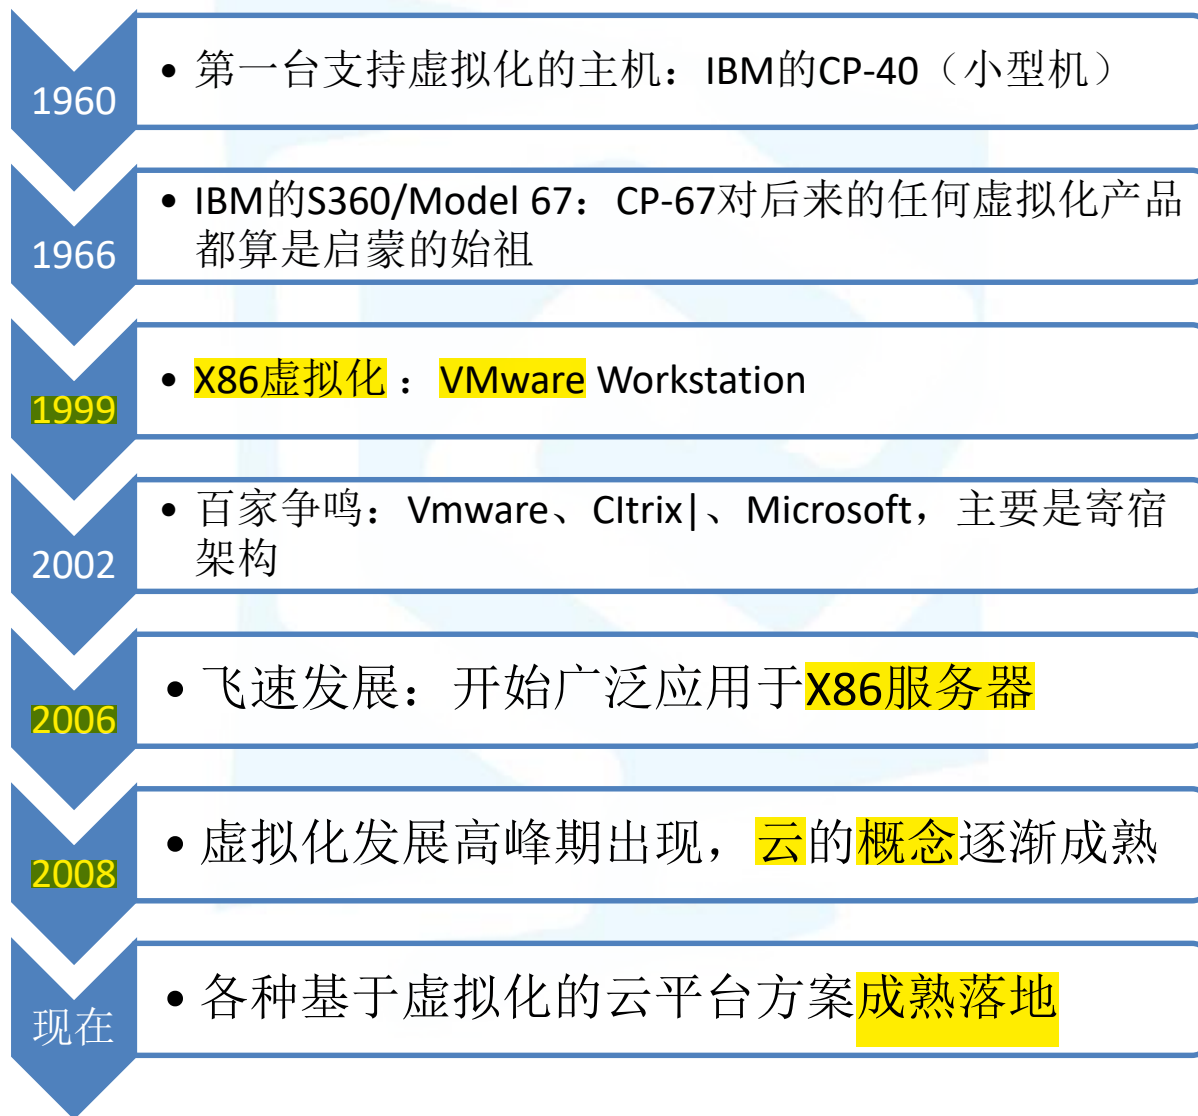 1960
• 第一台支持虚拟化的主机：IBM的CP-40（小型机）
1966
• IBM的S360/Model 67：CP-67对后来的任何虚拟化产品
都算是启蒙的始祖
1999
• X86虚拟化 ：VMware Workstation
2002
• 百家争鸣：Vmware、CItrix|、Microsoft，主要是寄宿
架构
2006
• 飞速发展：开始广泛应用于X86服务器
2008
• 虚拟化发展高峰期出现，云的概念逐渐成熟
现在
• 各种基于虚拟化的云平台方案成熟落地